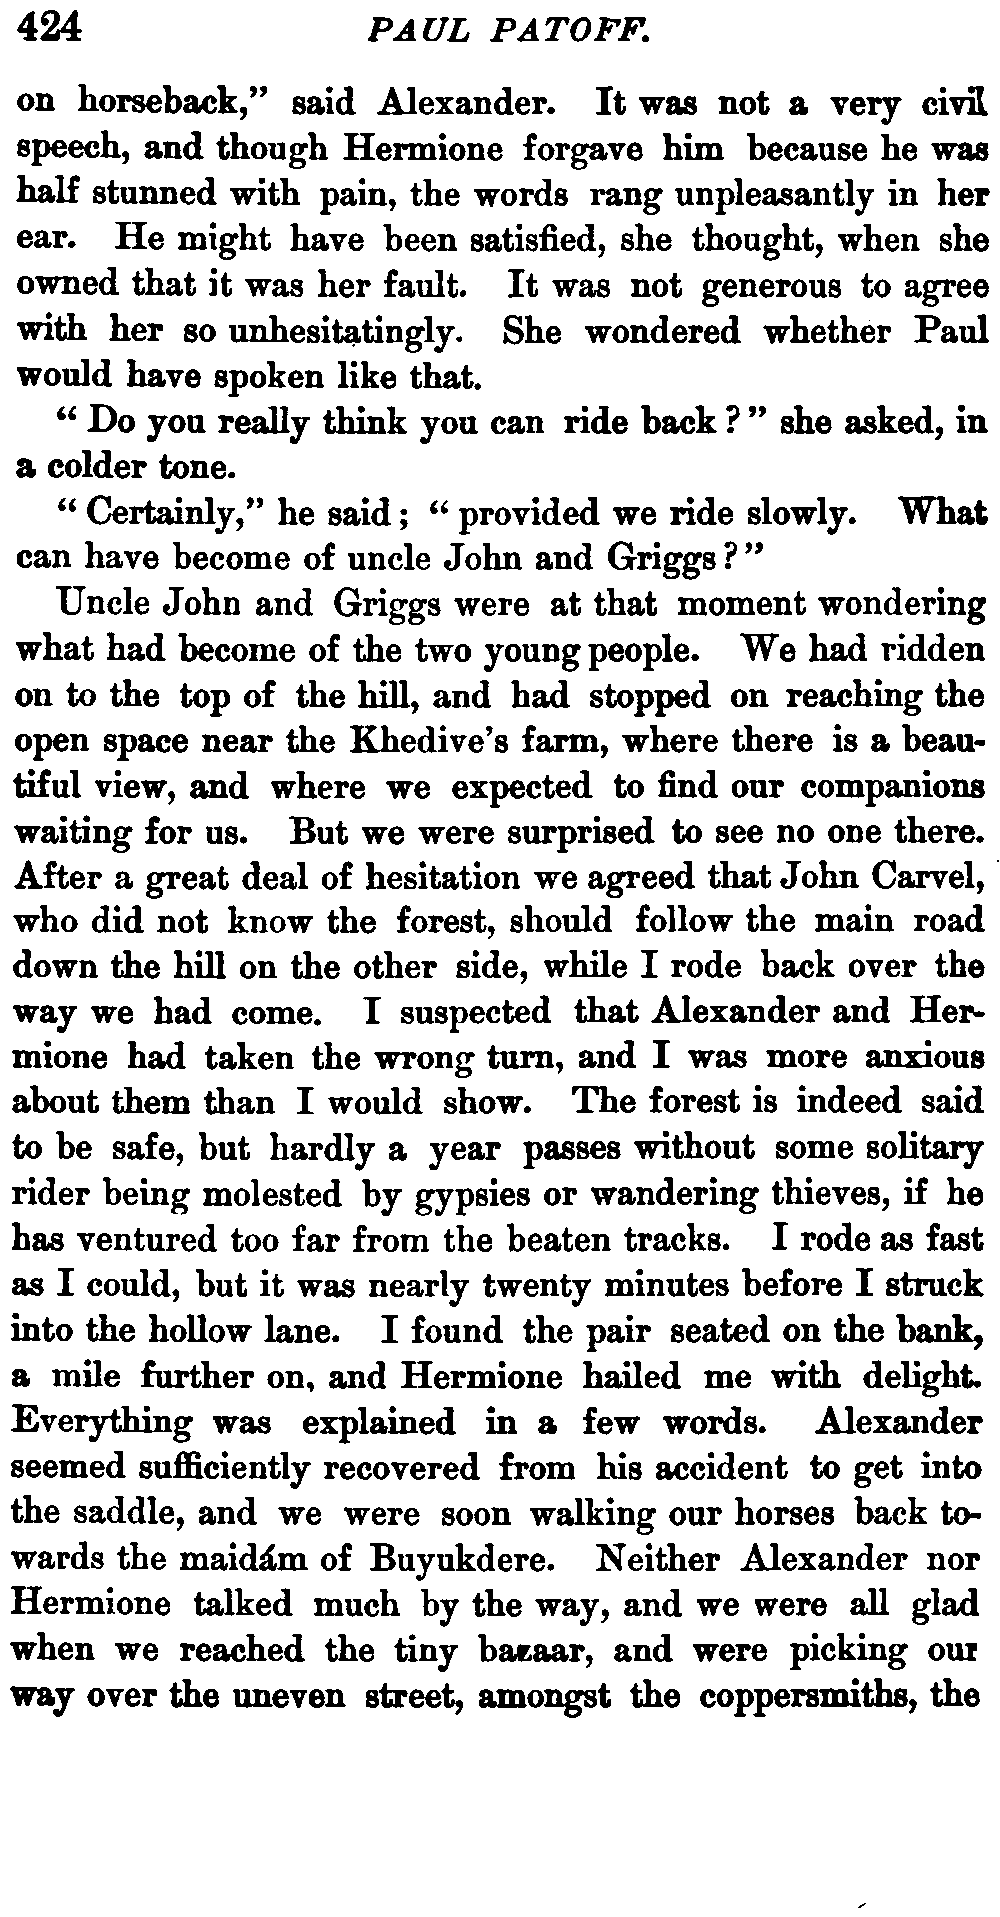 424 PAUL PATOFF.
on horseback,” said Alexander. It was not a very civil
speech, and though Hermione forgave him because he was
half stunned with pain, the words rang unpleasantly in her
ear. He might have been satisfied, she thought, when she
owned that it was her fault. It was not generous to agree
with her so unhesitatingly. She wondered whether Paul
would have spoken like that.
“ Do you really think you can ride back ? ” she asked, in
a colder tone.
“ Certainly,” he said ; “ provided we ride slowly. What
can have become of uncle John and Griggs ? ”
Uncle John and Griggs were at that moment wondering
what had become of the two young people. We had ridden
on to the top of the hill, and had stopped on reaching the
open space near the Khedive’s farm, where there is a beau-
tiful view, and where we expected to find our companions
waiting for us. But we were surprised to see no one there.
After a great deal of hesitation we agreed that John Carvel,
who did not know the forest, should follow the main road
down the hill on the other side, while I rode back over the
way we had come. I suspected that Alexander and Her-
mione had taken the wrong turn, and I was more anxious
about them than I would show. The forest is indeed said
to be safe, but hardly a year passes without some solitary
rider being molested by gypsies or wandering thieves, if he
has ventured too far from the beaten tracks. I rode as fast
as I could, but it was nearly twenty minutes before I struck
into the hollow lane. I found the pair seated on the bank,
a mile further on, and Hermione hailed me with delight.
Everything was explained in a few words. Alexander
seemed sufficiently recovered from his accident to get into
the saddle, and we were soon walking our horses back to-
wards the maidám of Buyukdere. Neither Alexander nor
Hermione talked much by the way, and we were all glad
when we reached the tiny bazaar, and were picking our
way over the uneven street, amongst the coppersmiths, the